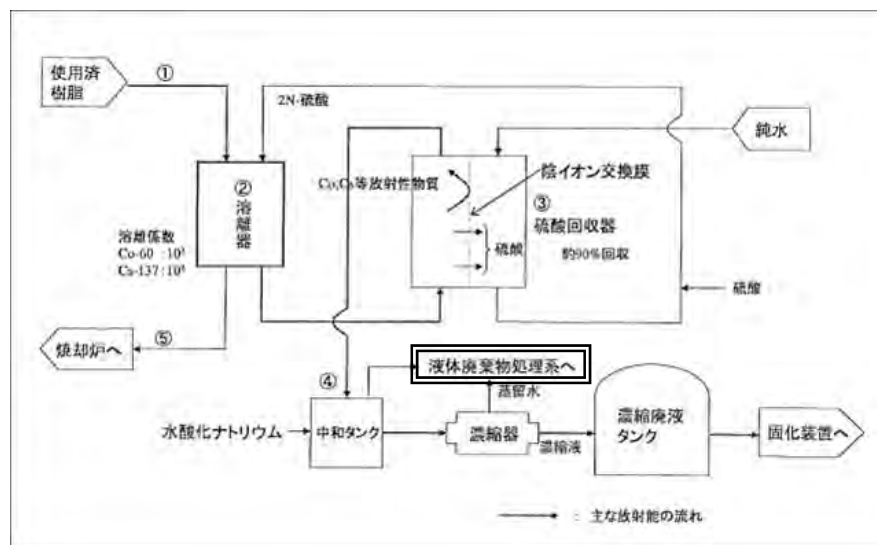 使用済
樹脂
①
2N-硫酸
純水
②
溶離器
Co,Cs等放射性物質
陰イオン交換膜
③
硫酸回収器
硫酸
約90%回収
溶離係数
Co-60 :10³
Cs-137:10³
硫酸
⑤
焼却炉へ
④
液体廃棄物処理系へ
蒸留水
水酸化ナトリウム
中和タンク
濃縮器
濃縮液
濃縮廃液
タンク
固化装置へ
: 主な放射能の流れ